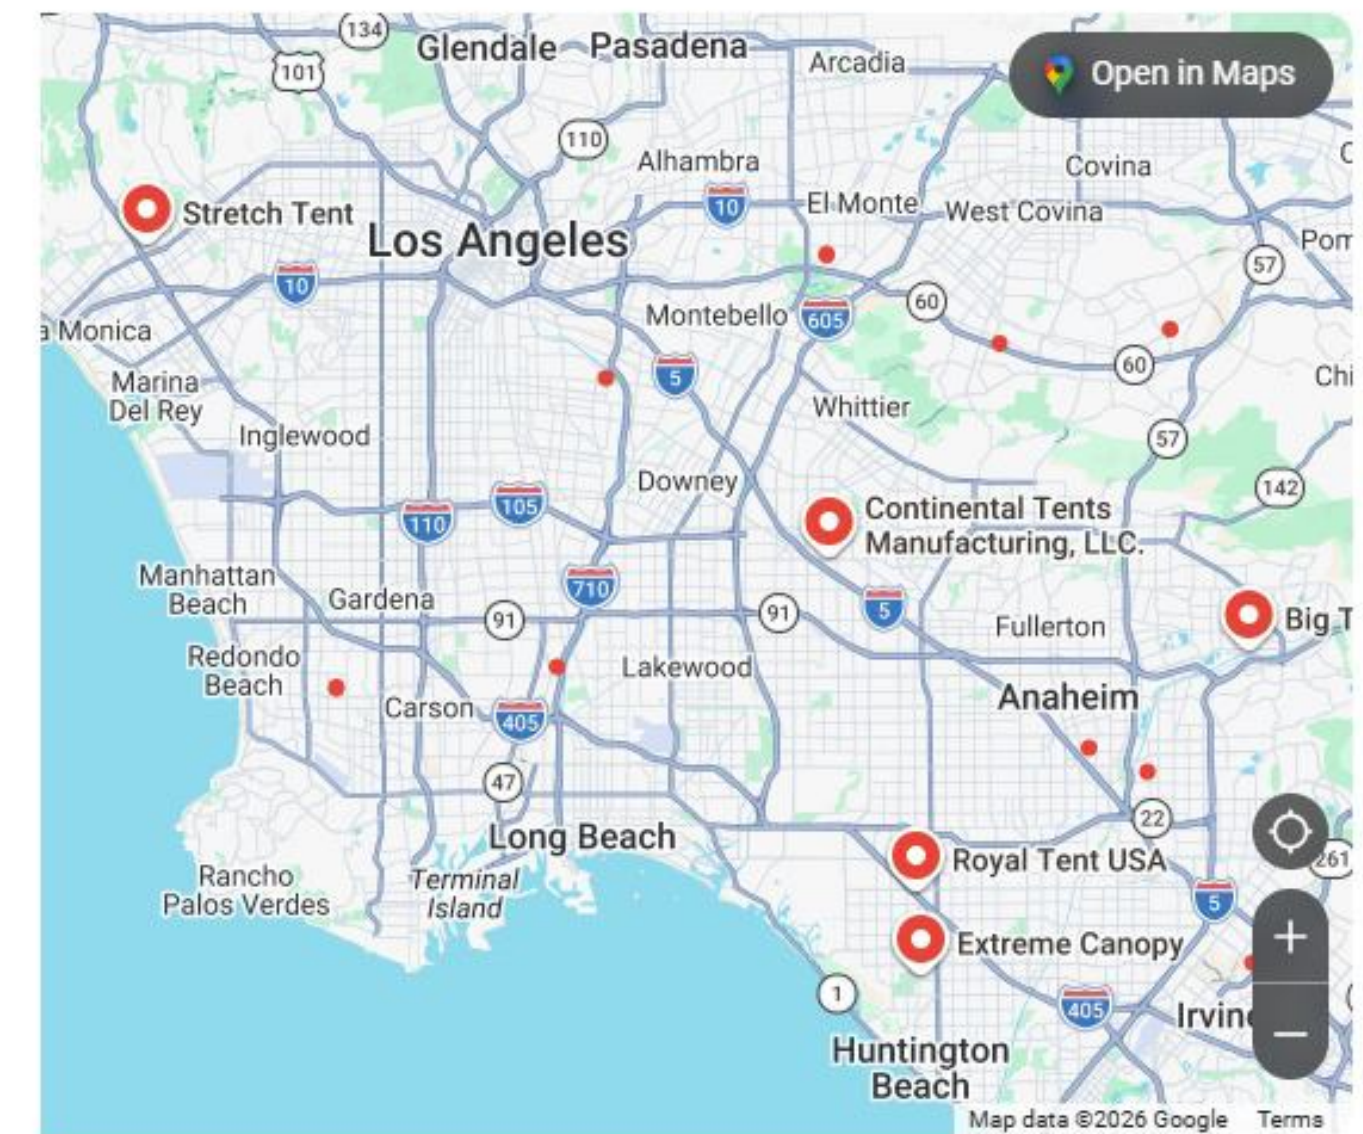 134
Glendale
Pasadena
Arcadia
Open in Maps
101
110
Alhambra
Covina
10
El Monte
West Covina
Stretch Tent
Los Angeles
57
10
60
Montebello
605
a Monica
5
60
Marina
Del Rey
Whittier
Inglewood
57
Downey
142
105
110
Continental Tents
Manufacturing, LLC.
Manhattan
Beach
710
Gardena
91
91
5
Fullerton
Big T
Redondo
Beach
Lakewood
Carson
405
Anaheim
47
22
Long Beach
Royal Tent USA
261
Rancho
Palos Verdes
Terminal
Island
5
Extreme Canopy
1
405
Irvine
Huntington
Beach
Map data ©2026 Google
Terms